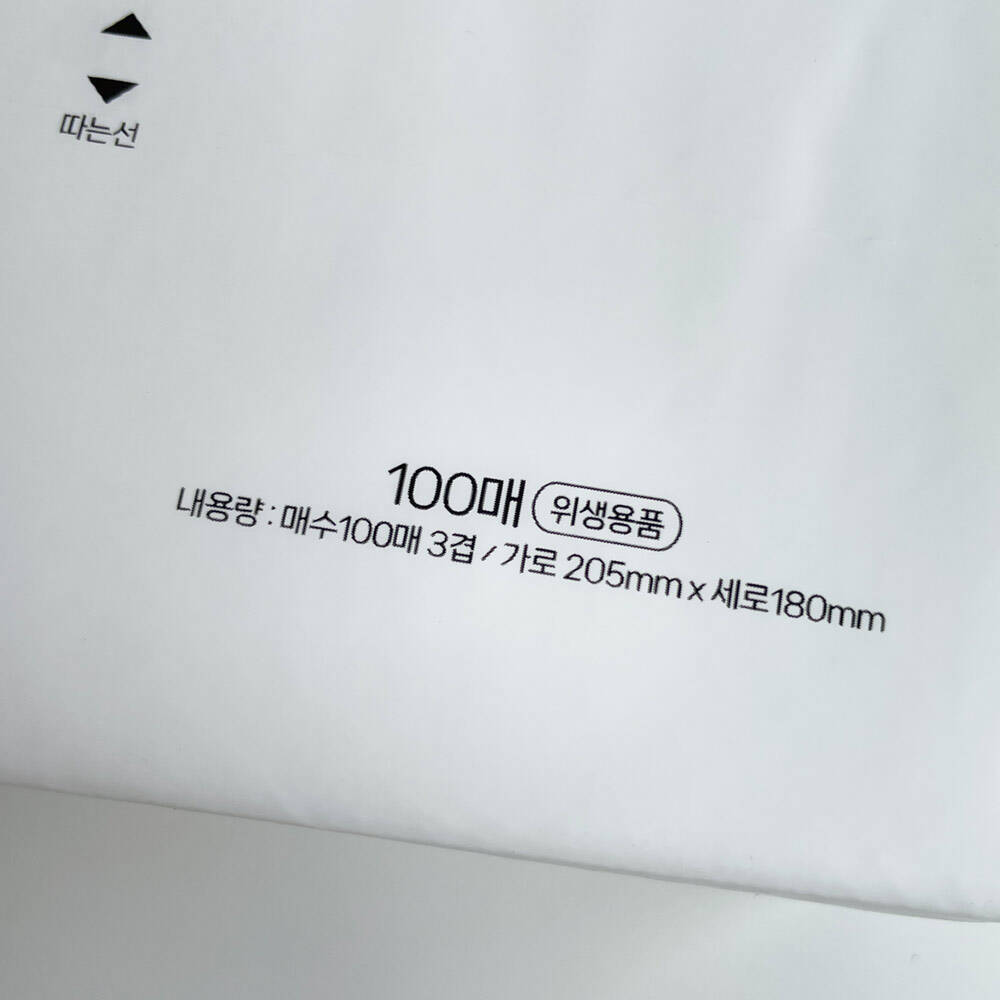 따는선
100매 위생용품
내용량 : 매수100매 3겹 / 가로 205mm x 세로180mm